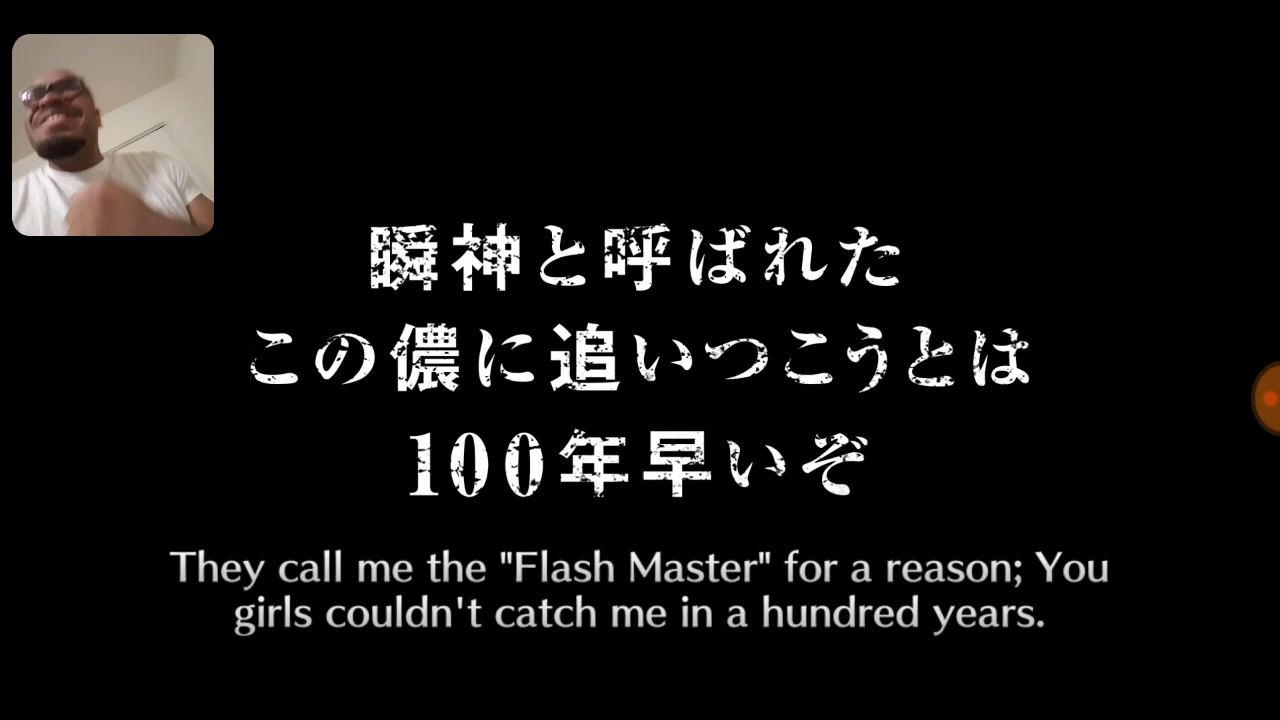 瞬神と呼ばれた
この儂に追いつこうとは
100年早いぞ
They call me the "Flash Master" for a reason; You
girls couldn't catch me in a hundred years.